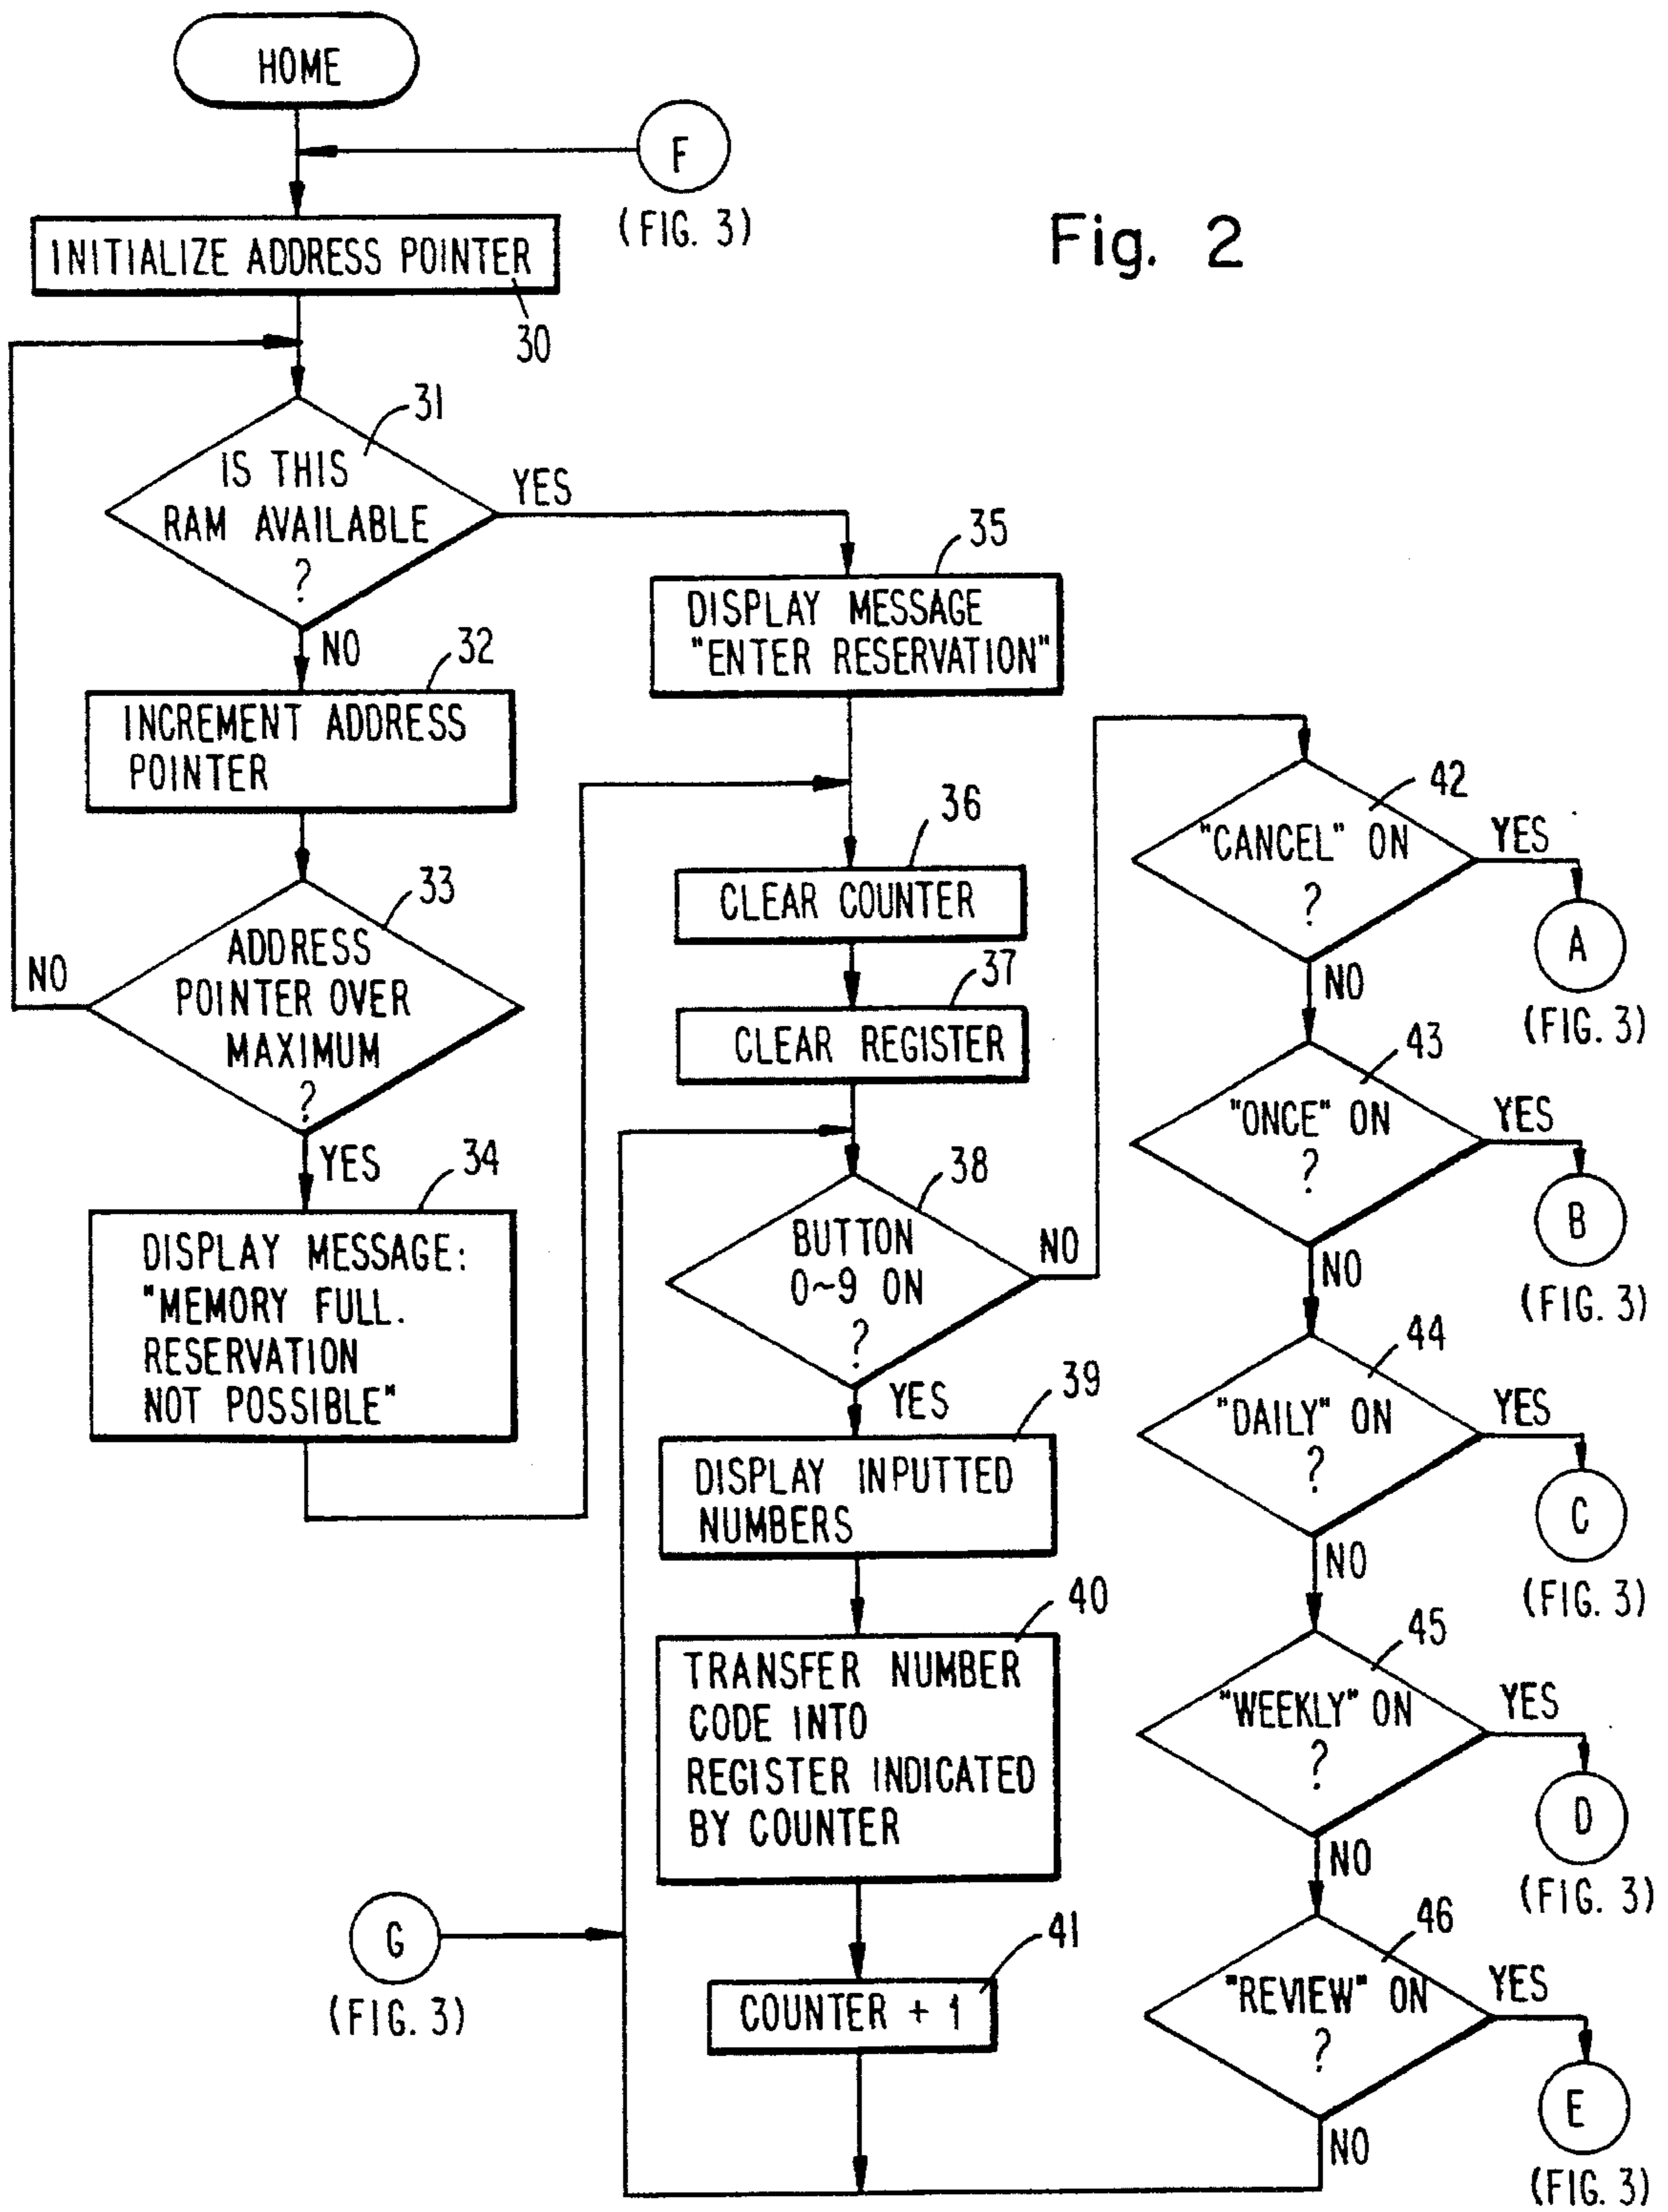 HOME
F
(FIG. 3)
Fig. 2
INITIALIZE ADDRESS POINTER
30
31
IS THIS
RAM AVAILABLE
?
YES
NO
32
INCREMENT ADDRESS
POINTER
33
ADDRESS
POINTER OVER
MAXIMUM
?
NO
YES
34
DISPLAY MESSAGE:
"MEMORY FULL.
RESERVATION
NOT POSSIBLE"
35
DISPLAY MESSAGE
"ENTER RESERVATION"
36
CLEAR COUNTER
37
CLEAR REGISTER
38
BUTTON
0~9 ON
?
NO
YES
39
DISPLAY INPUTTED
NUMBERS
40
TRANSFER NUMBER
CODE INTO
REGISTER INDICATED
BY COUNTER
41
COUNTER + 1
G
(FIG. 3)
42
"CANCEL" ON
?
YES
A
(FIG. 3)
NO
43
"ONCE" ON
?
YES
B
(FIG. 3)
NO
44
"DAILY" ON
?
YES
C
(FIG. 3)
NO
45
"WEEKLY" ON
?
YES
D
(FIG. 3)
NO
46
"REVIEW" ON
?
YES
E
(FIG. 3)
NO